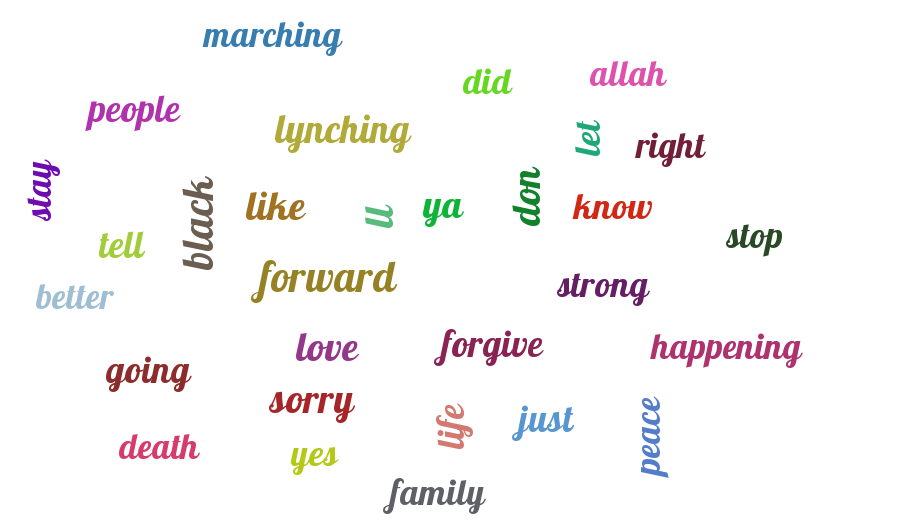 marching
did
allah
people
lynching
let
right
stay
black
like
ll
ya
don
know
stop
tell
forward
strong
better
love
forgive
happening
going
sorry
life
just
peace
death
yes
family